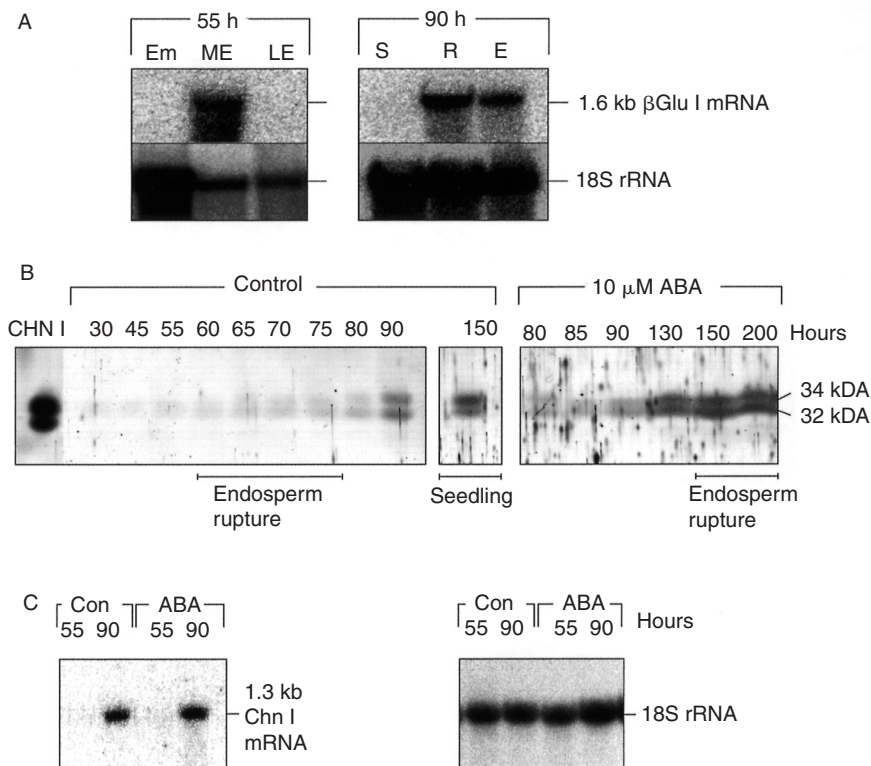 A
55 h
90 h
Em ME LE
S R E
1.6 kb βGlu I mRNA
18S rRNA
B
Control
10 μM ABA
CHN I 30 45 55 60 65 70 75 80 90 150 80 85 90 130 150 200 Hours
34 kDA
32 kDA
Endosperm
rupture
Seedling
Endosperm
rupture
C
Con ABA
55 90 55 90
1.3 kb
Chn I
mRNA
Con ABA
55 90 55 90 Hours
18S rRNA